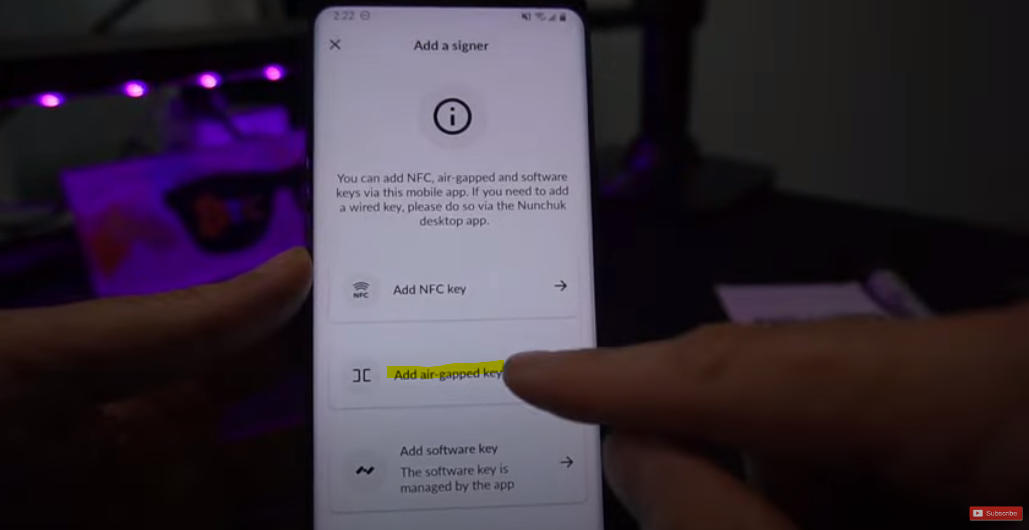 2:22
Add a signer
You can add NFC, air-gapped and software
keys via this mobile app. If you need to add
a wired key, please do so via the Nunchuk
desktop app.
NFC
Add NFC key
Add air-gapped key
Add software key
The software key is
managed by the app
Subscribe